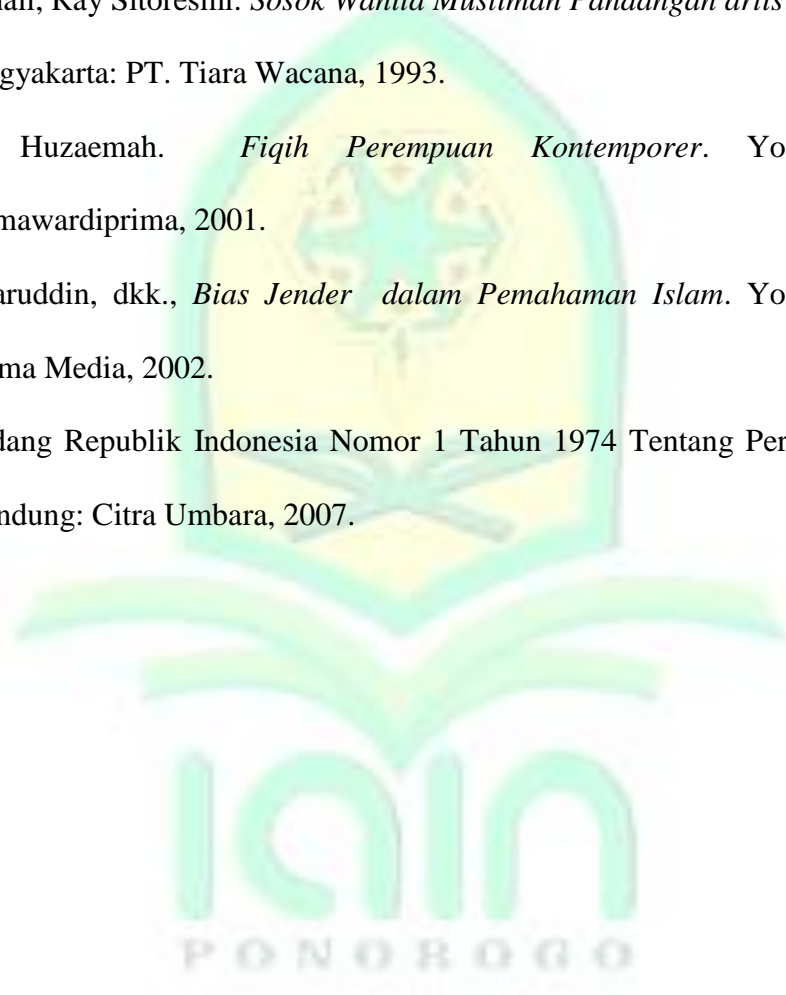 Kay Sitoresmi. Sosok Wanita Muslimah Pandangan artis
gyakarta: PT. Tiara Wacana, 1993.
Huzaemah. Fiqih Perempuan Kontemporer. Yo
mawardiprima, 2001.
aruddin, dkk., Bias Jender dalam Pemahaman Islam. Yo
ma Media, 2002.
dang Republik Indonesia Nomor 1 Tahun 1974 Tentang Per
ndung: Citra Umbara, 2007.
iain
PONOROGO